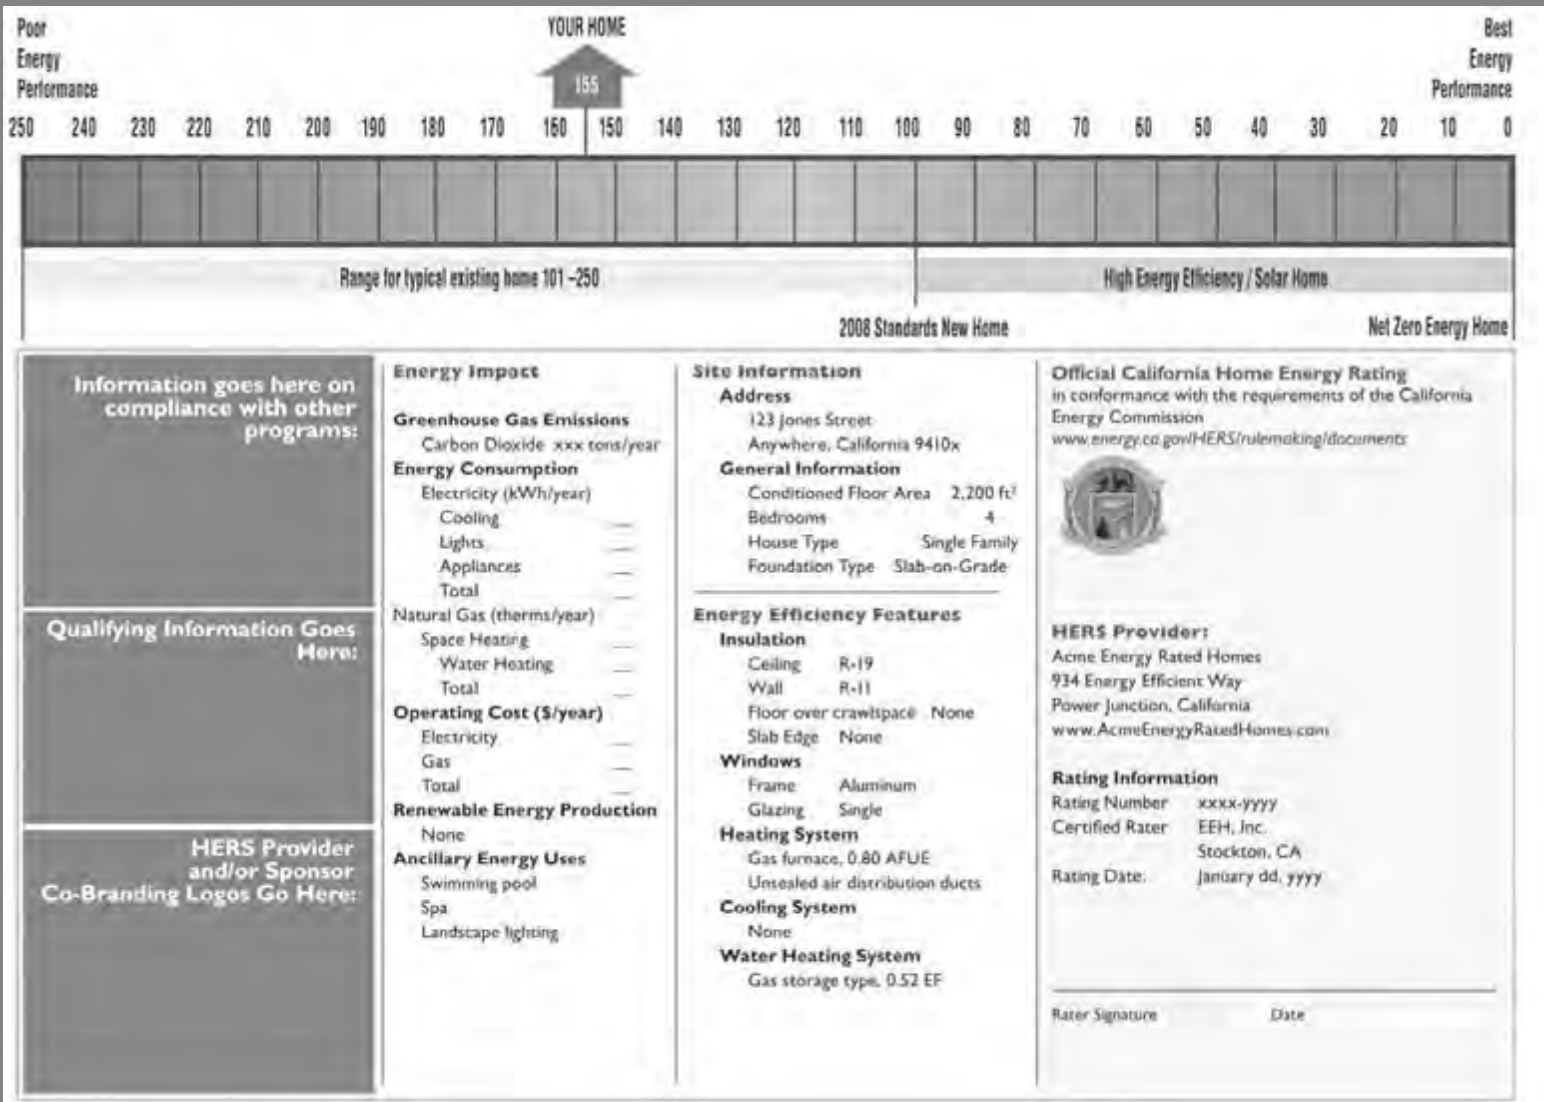 Poor
Energy
Performance
YOUR HOME
155
Best
Energy
Performance
250 240 230 220 210 200 190 180 170 160 150 140 130 120 110 100 90 80 70 60 50 40 30 20 10 0
Range for typical existing home 101 –250
High Energy Efficiency / Solar Home
2008 Standards New Home
Net Zero Energy Home
Information goes here on
compliance with other
programs:
Qualifying Information Goes
Here:
HERS Provider
and/or Sponsor
Co-Branding Logos Go Here:
Energy Impact
Greenhouse Gas Emissions
Carbon Dioxide xxx tons/year
Energy Consumption
Electricity (kWh/year)
Cooling __
Lights __
Appliances __
Total __
Natural Gas (therms/year)
Space Heating __
Water Heating __
Total __
Operating Cost ($/year)
Electricity __
Gas __
Total __
Renewable Energy Production
None
Ancillary Energy Uses
Swimming pool
Spa
Landscape lighting
Site Information
Address
123 Jones Street
Anywhere, California 9410x
General Information
Conditioned Floor Area 2,200 ft²
Bedrooms 4
House Type Single Family
Foundation Type Slab-on-Grade
Energy Efficiency Features
Insulation
Ceiling R-19
Wall R-11
Floor over crawlspace None
Slab Edge None
Windows
Frame Aluminum
Glazing Single
Heating System
Gas furnace, 0.80 AFUE
Unsealed air distribution ducts
Cooling System
None
Water Heating System
Gas storage type, 0.52 EF
Official California Home Energy Rating
in conformance with the requirements of the California
Energy Commission
www.energy.ca.gov/HERS/rulemaking/documents
HERS Provider:
Acme Energy Rated Homes
934 Energy Efficient Way
Power Junction, California
www.AcmeEnergyRatedHomes.com
Rating Information
Rating Number xxxx-yyyy
Certified Rater EEH, Inc.
Stockton, CA
Rating Date: January dd, yyyy
Rater Signature Date